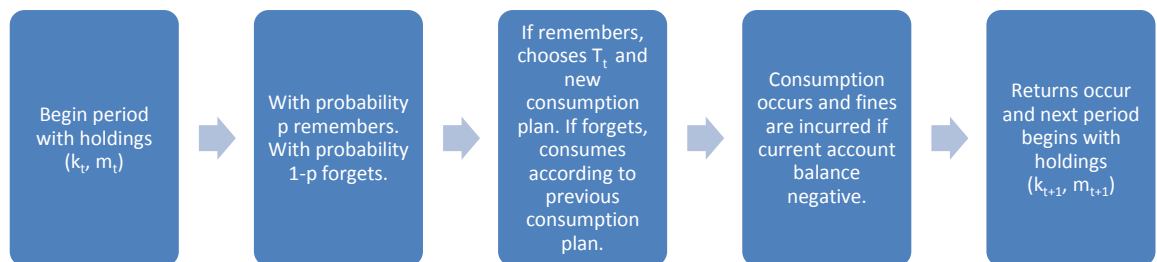 Begin period
with holdings
(kₜ, mₜ)
With probability
p remembers.
With probability
1-p forgets.
If remembers,
chooses Tₜ and
new
consumption
plan. If forgets,
consumes
according to
previous
consumption
plan.
Consumption
occurs and fines
are incurred if
current account
balance
negative.
Returns occur
and next period
begins with
holdings
(kₜ₊₁, mₜ₊₁)